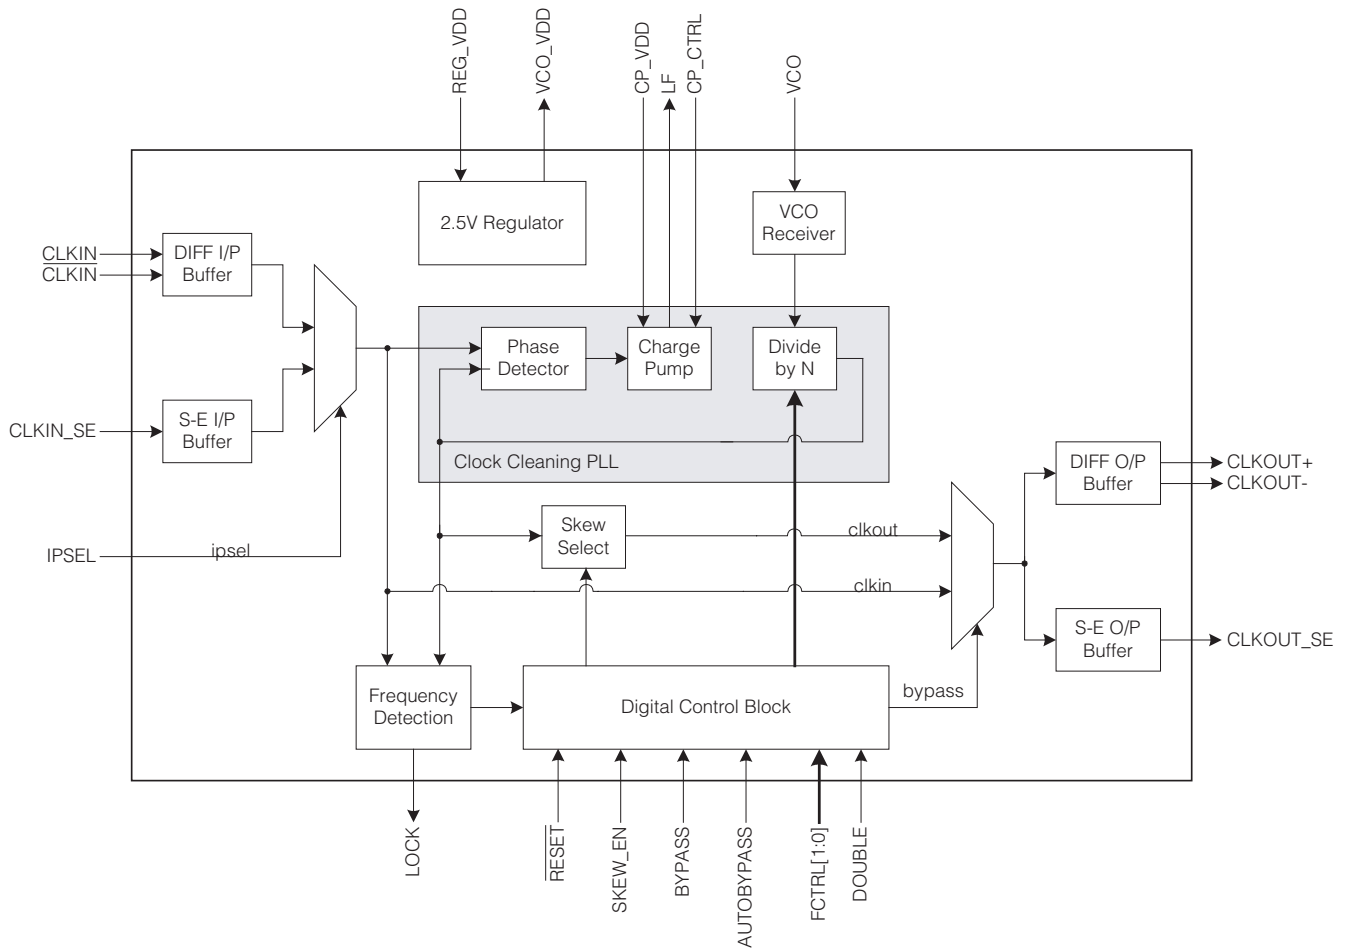 REG_VDD
VCO_VDD
CP_VDD
LF
CP_CTRL
VCO
2.5V Regulator
VCO
Receiver
CLKIN
CLKIN
DIFF I/P
Buffer
Phase
Detector
Charge
Pump
Divide
by N
CLKIN_SE
S-E I/P
Buffer
Clock Cleaning PLL
DIFF O/P
Buffer
CLKOUT+
CLKOUT-
IPSEL
ipsel
Skew
Select
clkout
clkin
S-E O/P
Buffer
CLKOUT_SE
Frequency
Detection
Digital Control Block
bypass
LOCK
RESET
SKEW_EN
BYPASS
AUTOBYPASS
FCTRL[1:0]
DOUBLE